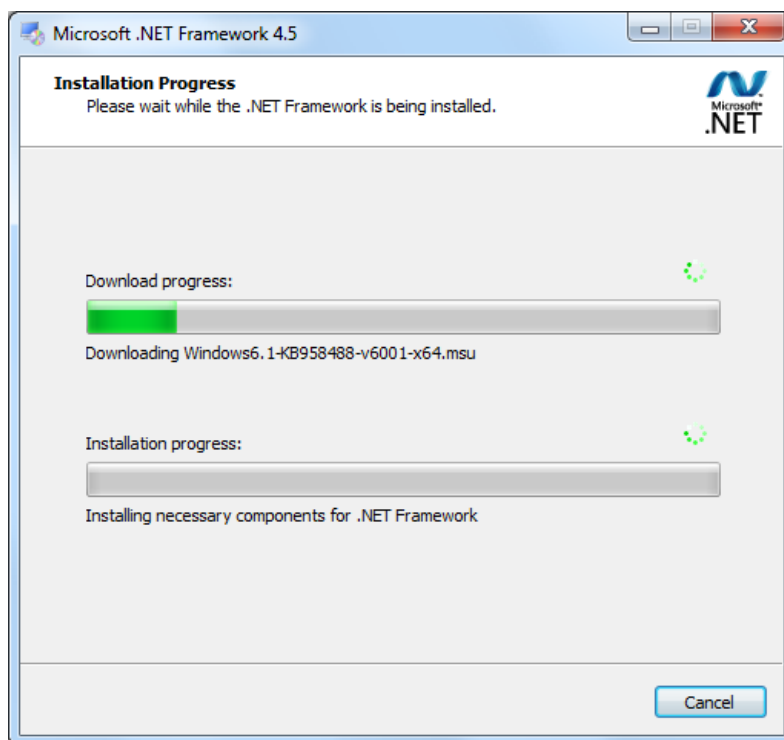 Microsoft .NET Framework 4.5
Installation Progress
Please wait while the .NET Framework is being installed.
Microsoft®
.NET
Download progress:
Downloading Windows6.1-KB958488-v6001-x64.msu
Installation progress:
Installing necessary components for .NET Framework
Cancel